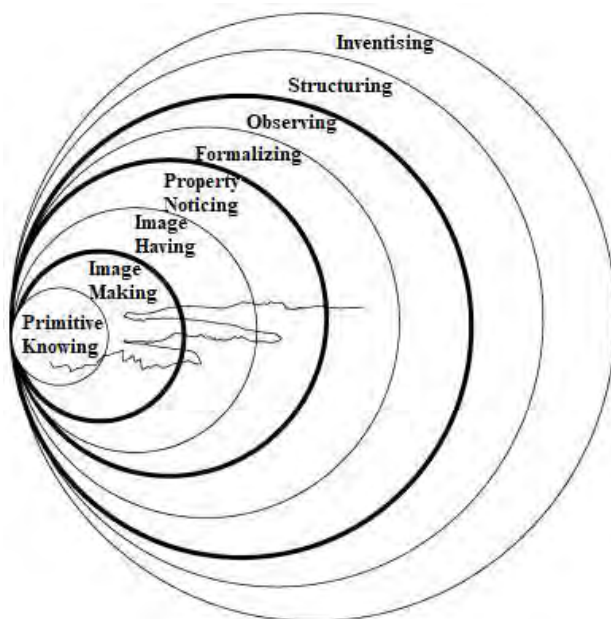 Inventising
Structuring
Observing
Formalizing
Property
Noticing
Image
Having
Image
Making
Primitive
Knowing